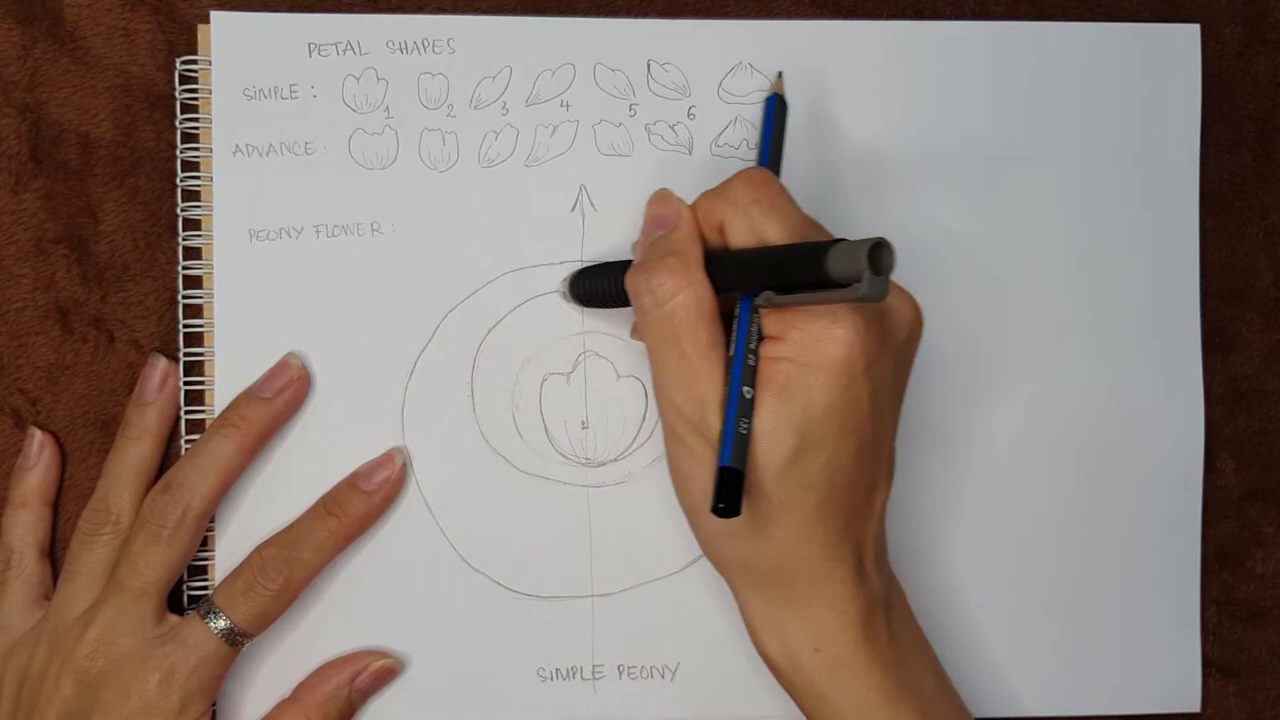 PETAL SHAPES
SIMPLE :
1 2 3 4 5 6
ADVANCE :
PEONY FLOWER :
SIMPLE PEONY